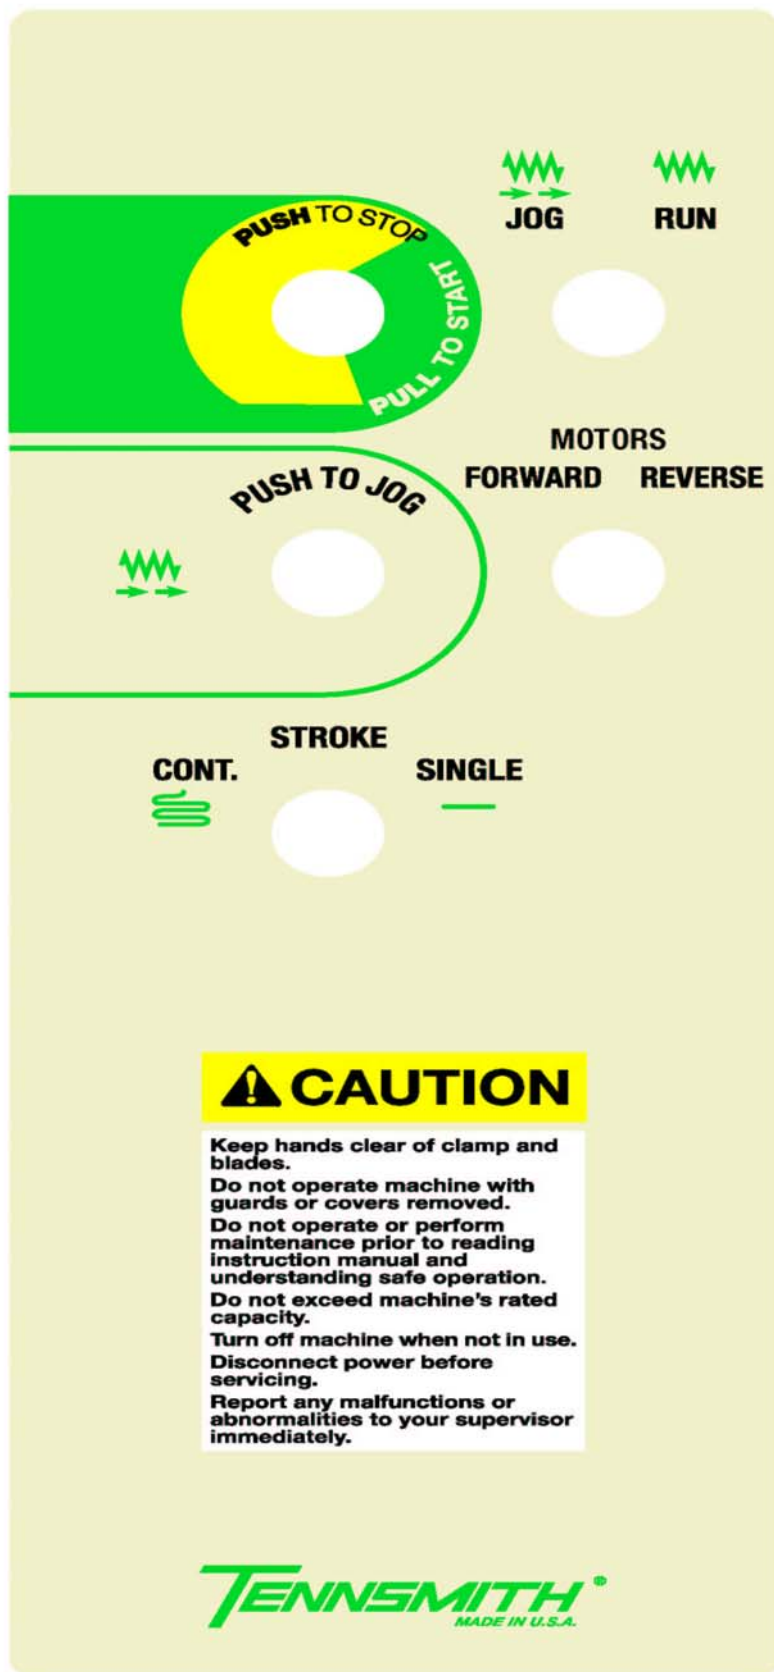 JOG RUN
PUSH TO STOP
PULL TO START
MOTORS
FORWARD REVERSE
PUSH TO JOG
STROKE
CONT. SINGLE
CAUTION
Keep hands clear of clamp and
blades.
Do not operate machine with
guards or covers removed.
Do not operate or perform
maintenance prior to reading
instruction manual and
understanding safe operation.
Do not exceed machine's rated
capacity.
Turn off machine when not in use.
Disconnect power before
servicing.
Report any malfunctions or
abnormalities to your supervisor
immediately.
TENNSMITH®
MADE IN U.S.A.